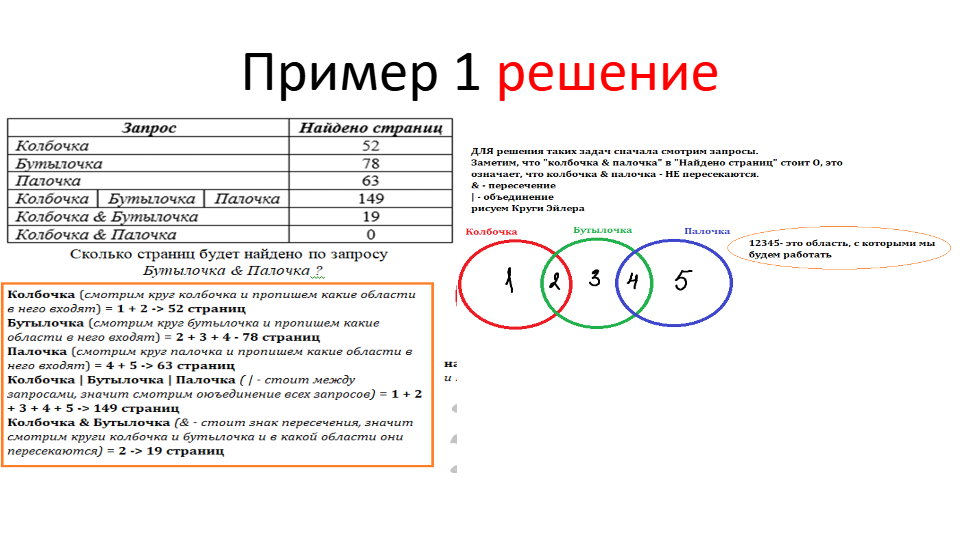 Пример 1 решение
Запрос Найдено страниц
Колбочка 52
Бутылочка 78
Палочка 63
Колбочка | Бутылочка | Палочка 149
Колбочка & Бутылочка 19
Колбочка & Палочка 0
Сколько страниц будет найдено по запросу
Бутылочка & Палочка ?
Колбочка (смотрим круг колбочка и пропишем какие области
в него входят) = 1 + 2 -> 52 страниц
Бутылочка (смотрим круг бутылочка и пропишем какие
области в него входят) = 2 + 3 + 4 - 78 страниц
Палочка (смотрим круг палочка и пропишем какие области в
него входят) = 4 + 5 -> 63 страниц
Колбочка | Бутылочка | Палочка ( | - стоит между
запросами, значит смотрим оюъединение всех запросов) = 1 + 2
+ 3 + 4 + 5 -> 149 страниц
Колбочка & Бутылочка (& - стоит знак пересечения, значит
смотрим круги колбочка и бутылочка и в какой области они
пересекаются) = 2 -> 19 страниц
ДЛЯ решения таких задач сначала смотрим запросы.
Заметим, что "колбочка & палочка" в "Найдено страниц" стоит О, это
означает, что колбочка & палочка - НЕ пересекаются.
& - пересечение
| - объединение
рисуем Круги Эйлера
Колбочка Бутылочка Палочка
1 2 3 4 5
12345- это область, с которыми мы
будем работать